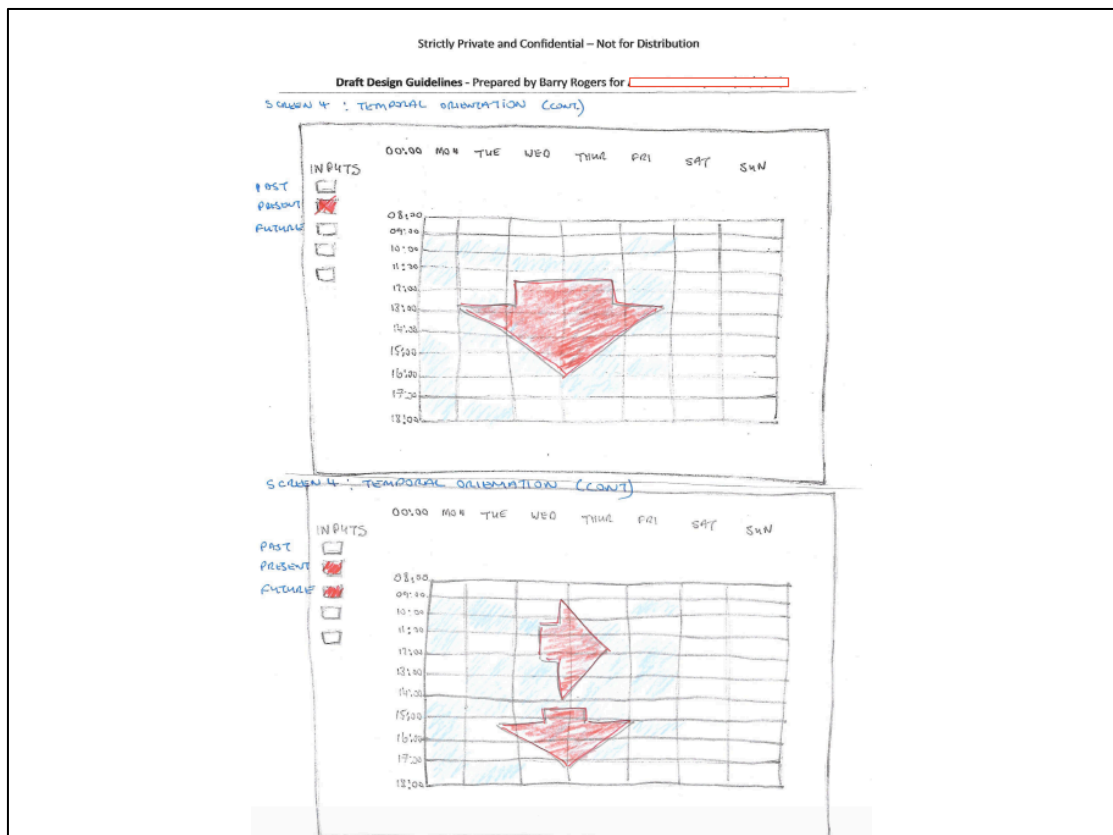 Strictly Private and Confidential – Not for Distribution
Draft Design Guidelines - Prepared by Barry Rogers for
SCREEN 4 : TEMPORAL ORIENTATION (CONT)
00:00 MON TUE WED THUR FRI SAT SUN
INPUTS
PAST
PRESENT
FUTURE
08:00
09:00
10:00
11:00
12:00
13:00
14:00
15:00
16:00
17:00
18:00
SCREEN 4 : TEMPORAL ORIENTATION (CONT)
00:00 MON TUE WED THUR FRI SAT SUN
INPUTS
PAST
PRESENT
FUTURE
08:00
09:00
10:00
11:00
12:00
13:00
14:00
15:00
16:00
17:00
18:00